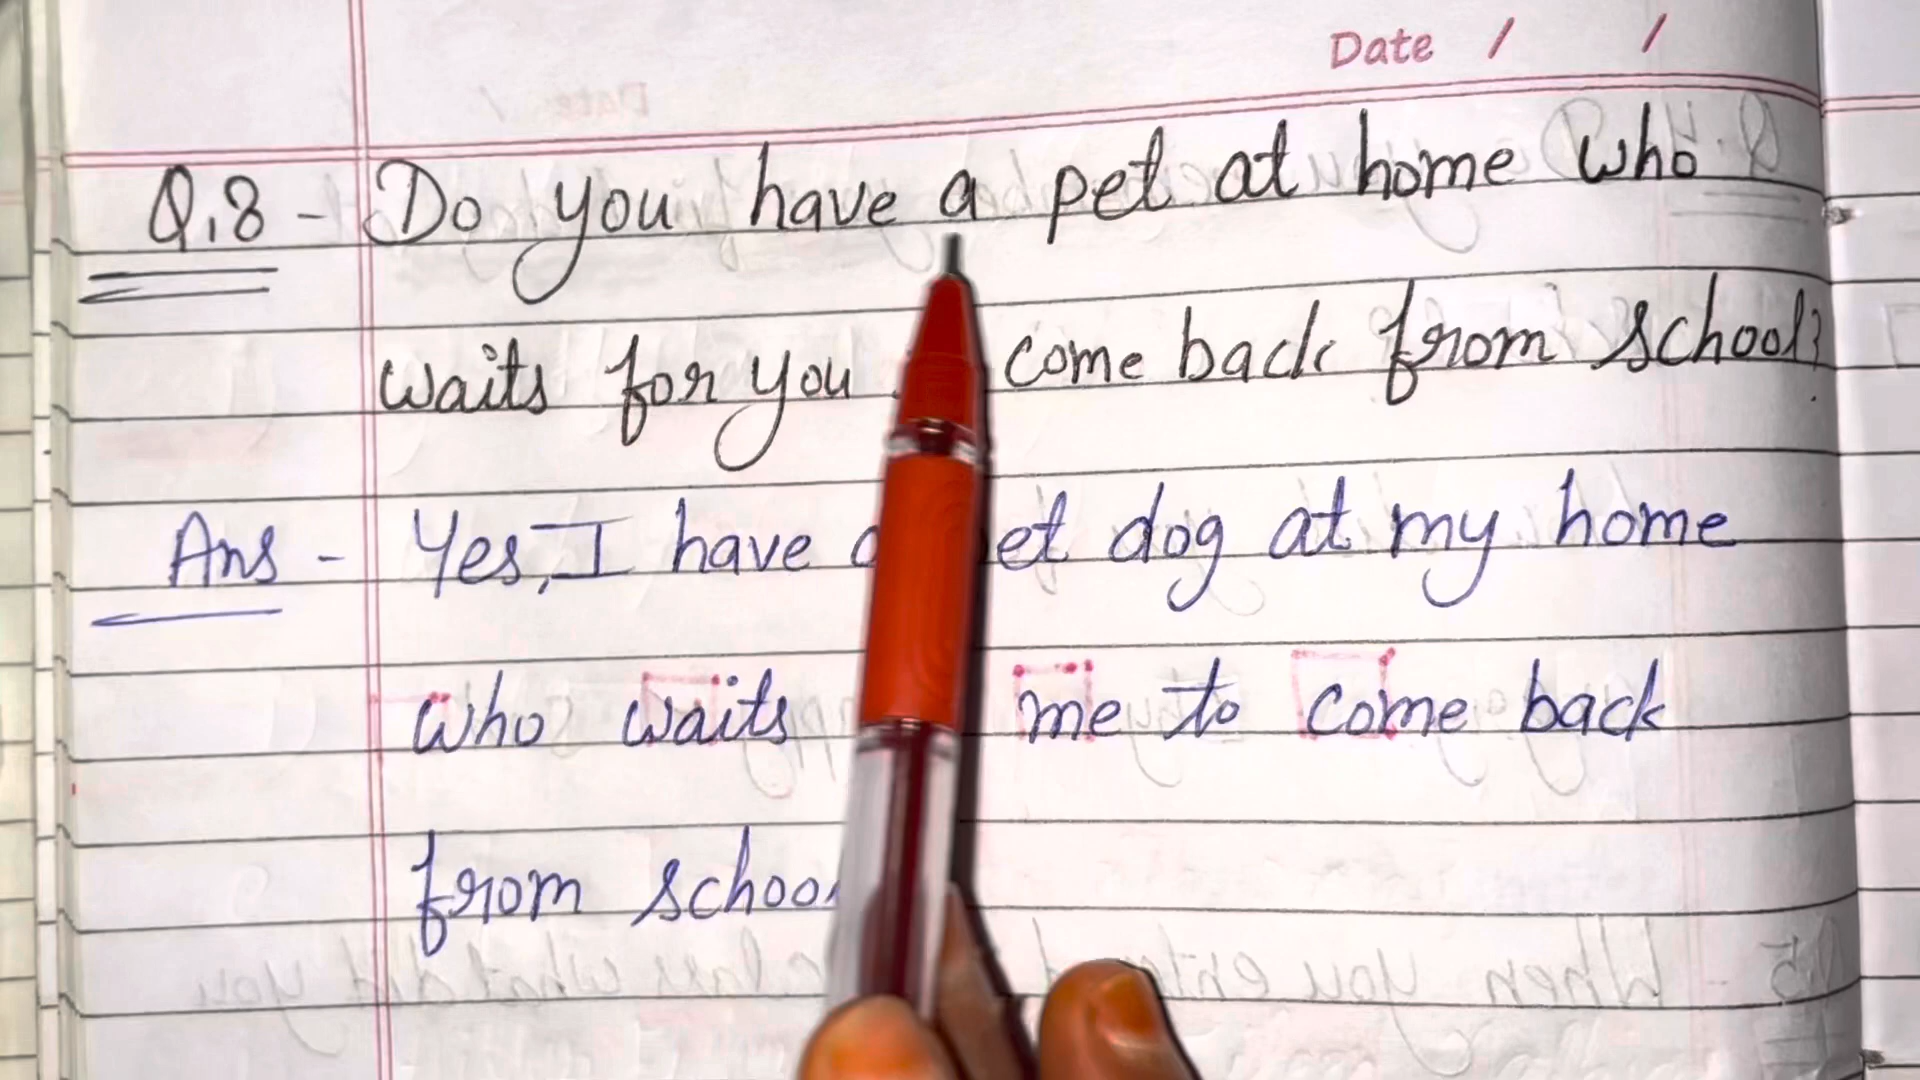 Date / /
Q.8 - Do you have a pet at home who
waits for you come back from school?
Ans - Yes, I have et dog at my home
who waits me to come back
from schoo